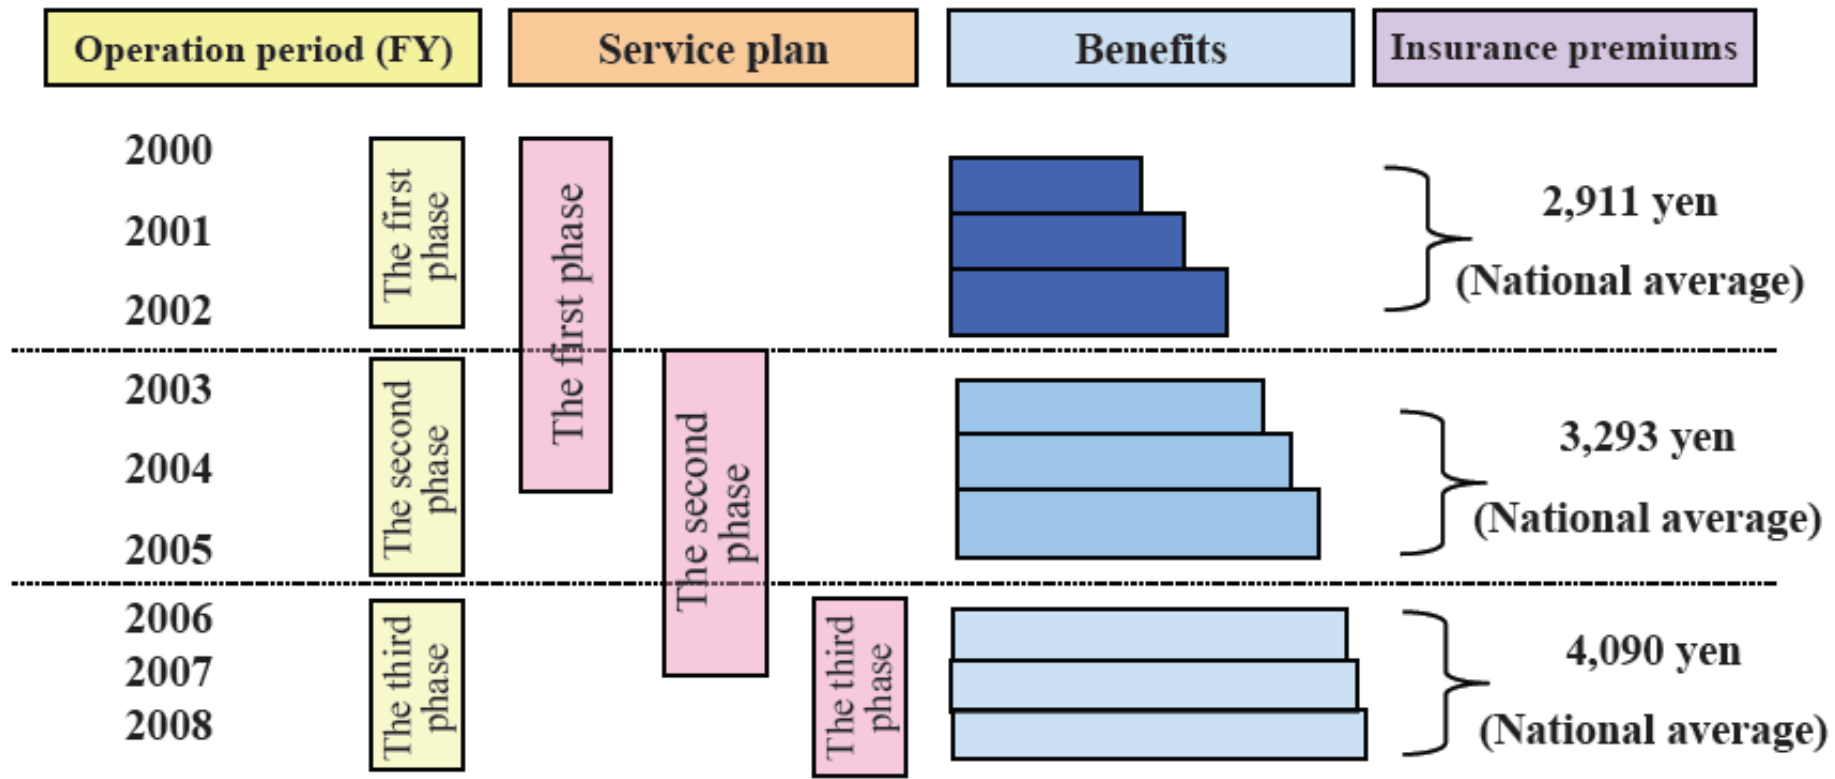 Operation period (FY)
Service plan
Benefits
Insurance premiums
2000
2001
2002
The first
phase
The first phase
2,911 yen
(National average)
2003
2004
2005
The second
phase
The second
phase
3,293 yen
(National average)
2006
2007
2008
The third
phase
The third
phase
4,090 yen
(National average)